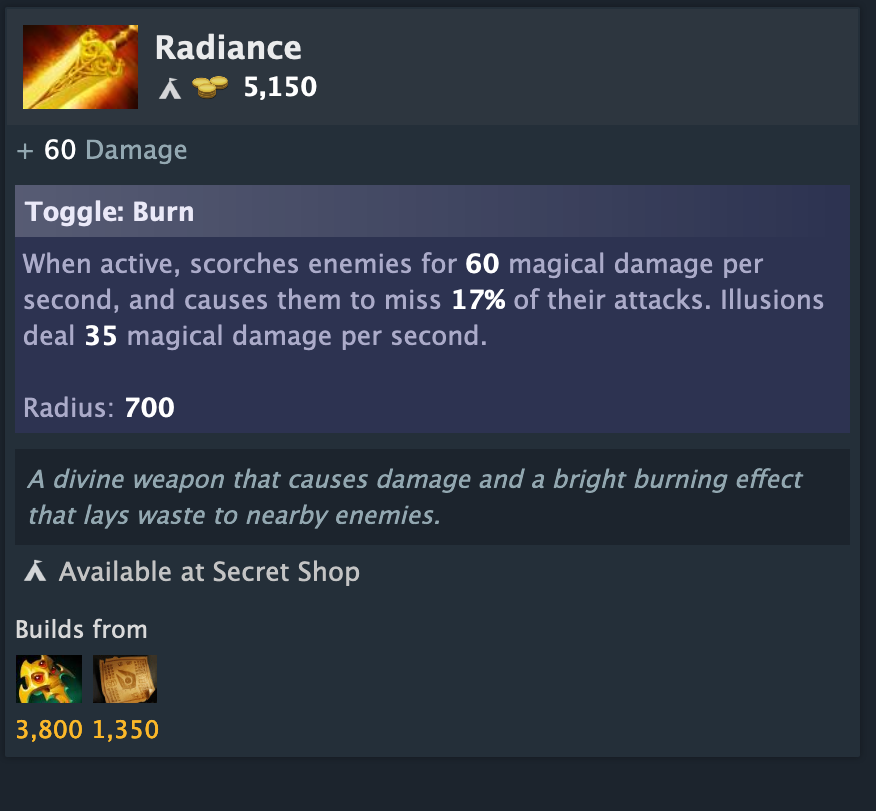 Radiance
5,150
+ 60 Damage
Toggle: Burn
When active, scorches enemies for 60 magical damage per
second, and causes them to miss 17% of their attacks. Illusions
deal 35 magical damage per second.
Radius: 700
A divine weapon that causes damage and a bright burning effect
that lays waste to nearby enemies.
Available at Secret Shop
Builds from
3,800 1,350